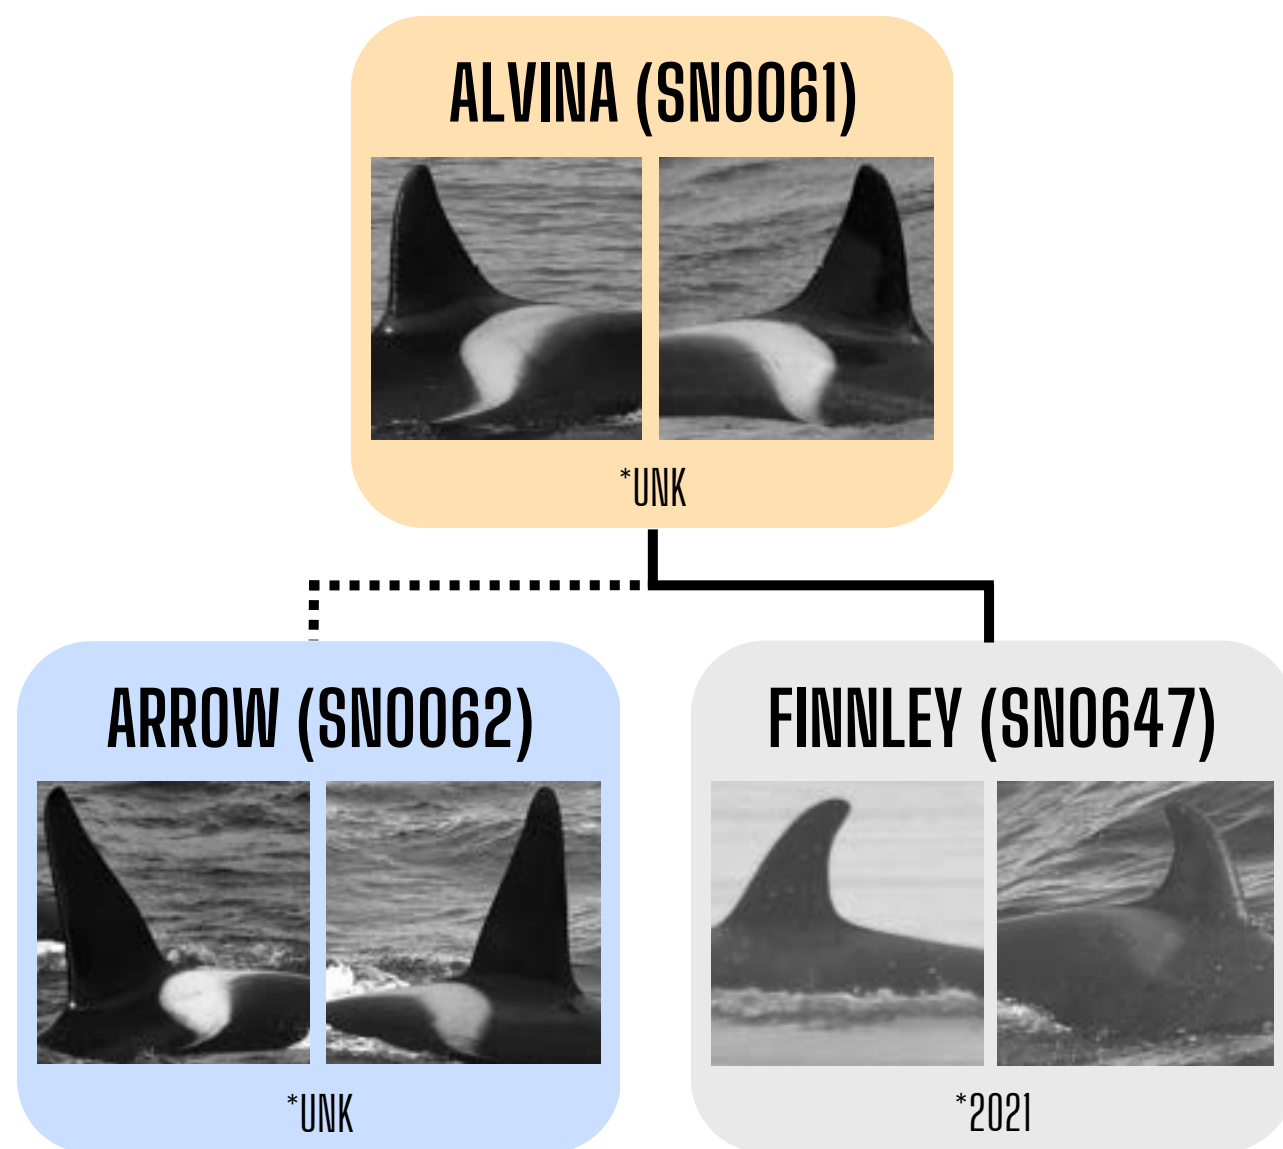 ALVINA (SN0061)
*UNK
ARROW (SN0062)
*UNK
FINNLEY (SN0647)
*2021